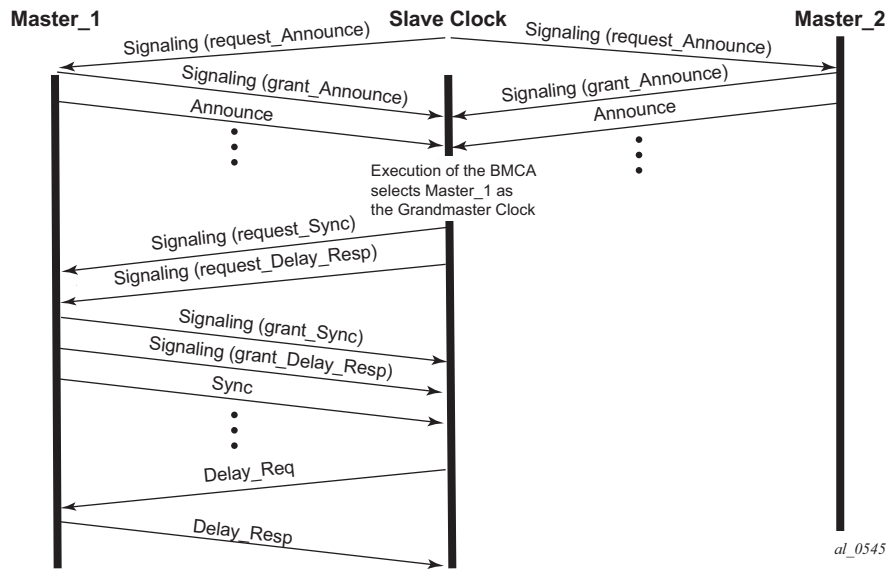 Master_1
Slave Clock
Master_2
Signaling (request_Announce)
Signaling (request_Announce)
Signaling (grant_Announce)
Signaling (grant_Announce)
Announce
Announce
Execution of the BMCA
selects Master_1 as
the Grandmaster Clock
Signaling (request_Sync)
Signaling (request_Delay_Resp)
Signaling (grant_Sync)
Signaling (grant_Delay_Resp)
Sync
Delay_Req
Delay_Resp
al_0545